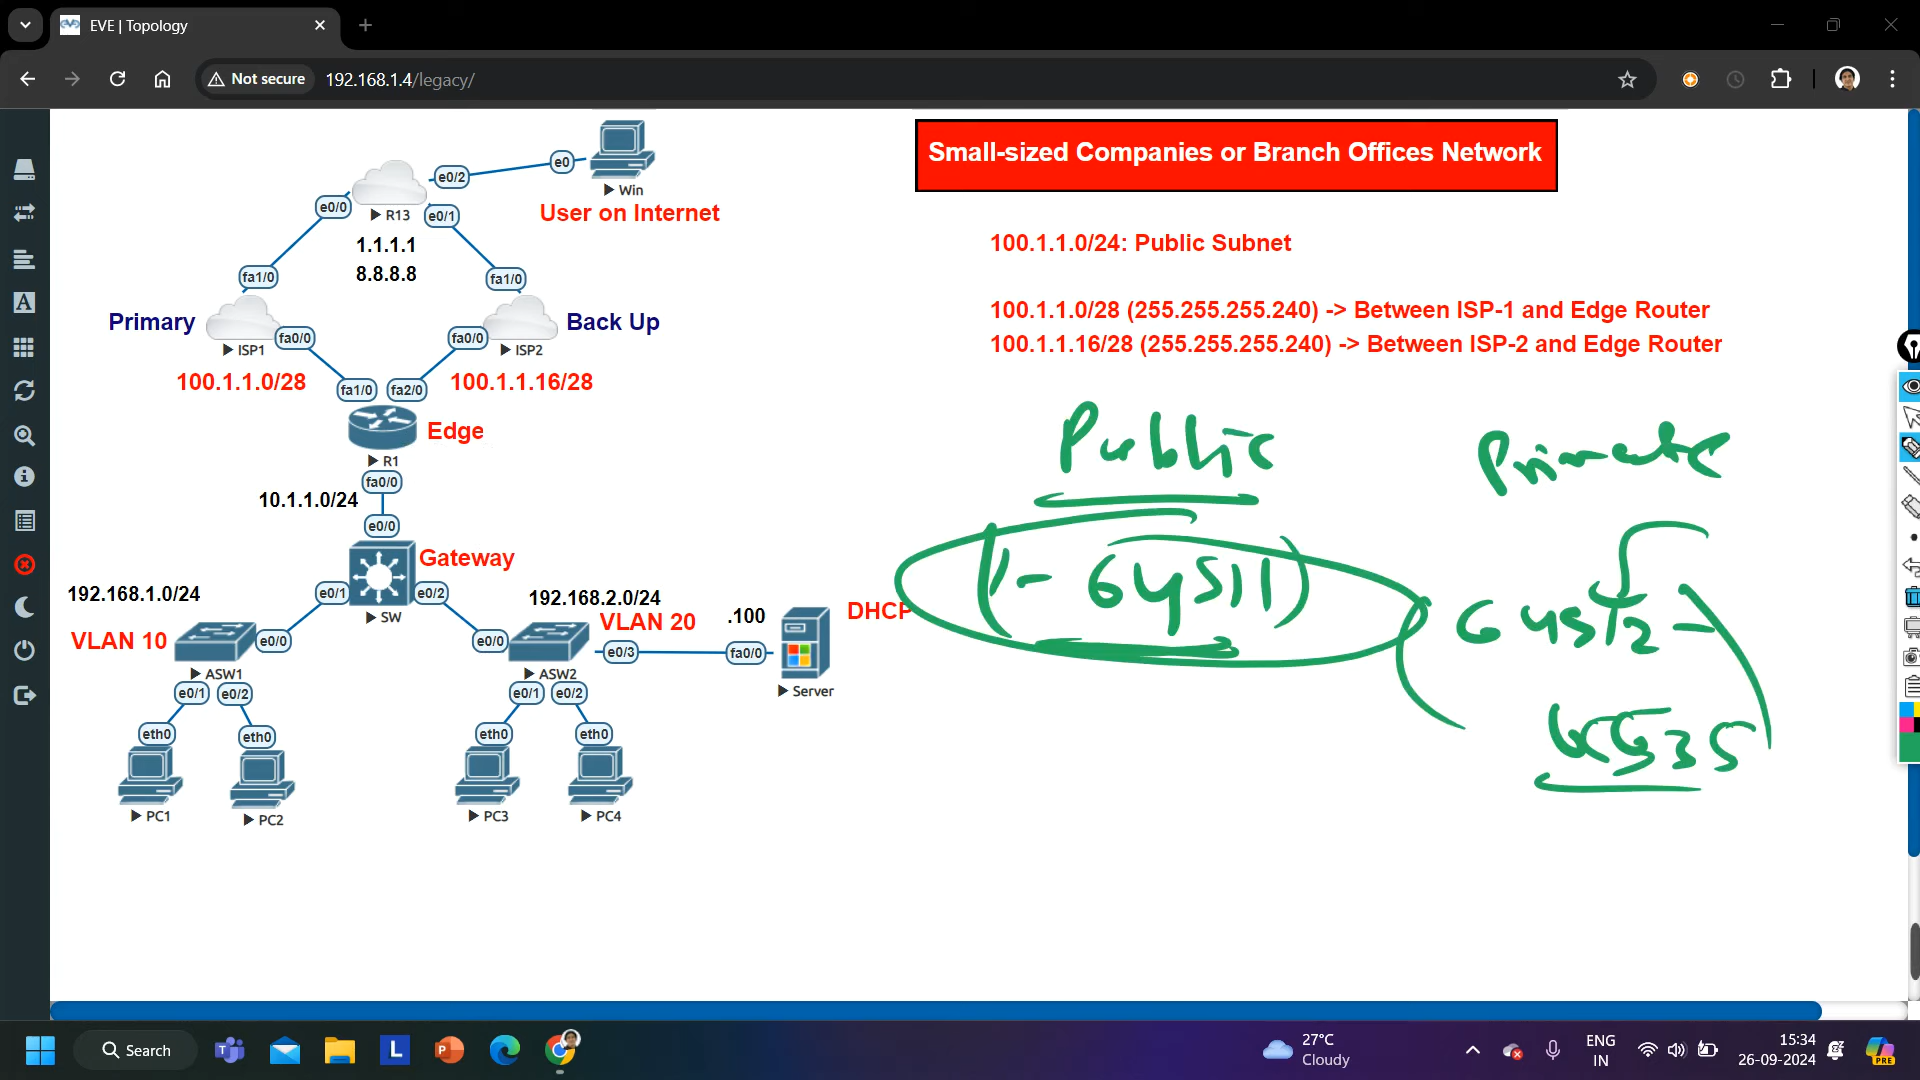 EVE | Topology
Not secure
192.168.1.4/legacy/
Small-sized Companies or Branch Offices Network
e0
e0/2
Win
User on Internet
e0/0
R13
e0/1
1.1.1.1
8.8.8.8
100.1.1.0/24: Public Subnet
fa1/0
fa1/0
100.1.1.0/28 (255.255.255.240) -> Between ISP-1 and Edge Router
100.1.1.16/28 (255.255.255.240) -> Between ISP-2 and Edge Router
Primary
Back Up
fa0/0
fa0/0
ISP1
ISP2
100.1.1.0/28
100.1.1.16/28
fa1/0
fa2/0
Edge
R1
Public
Private
fa0/0
10.1.1.0/24
e0/0
Gateway
(1 - 64511)
64512 -
65535
192.168.1.0/24
e0/1
e0/2
192.168.2.0/24
SW
VLAN 20
.100
DHCP
VLAN 10
e0/0
e0/0
e0/3
fa0/0
ASW1
ASW2
Server
e0/1
e0/2
e0/1
e0/2
eth0
eth0
eth0
eth0
PC1
PC2
PC3
PC4
Search
L
27°C
Cloudy
ENG
IN
15:34
26-09-2024
PRE